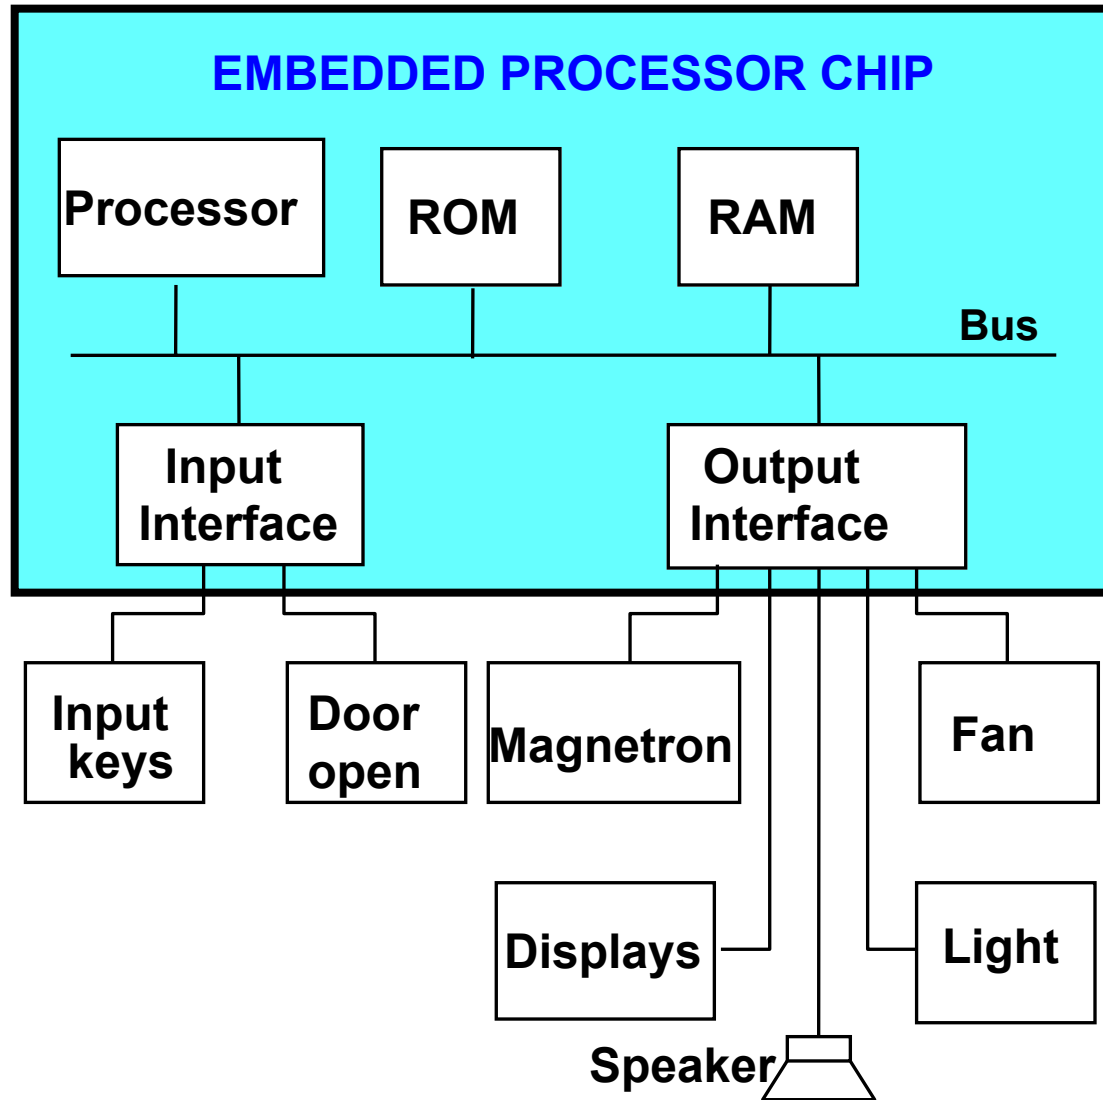 EMBEDDED PROCESSOR CHIP
Processor
ROM
RAM
Bus
Input
Interface
Output
Interface
Input
keys
Door
open
Magnetron
Fan
Displays
Light
Speaker